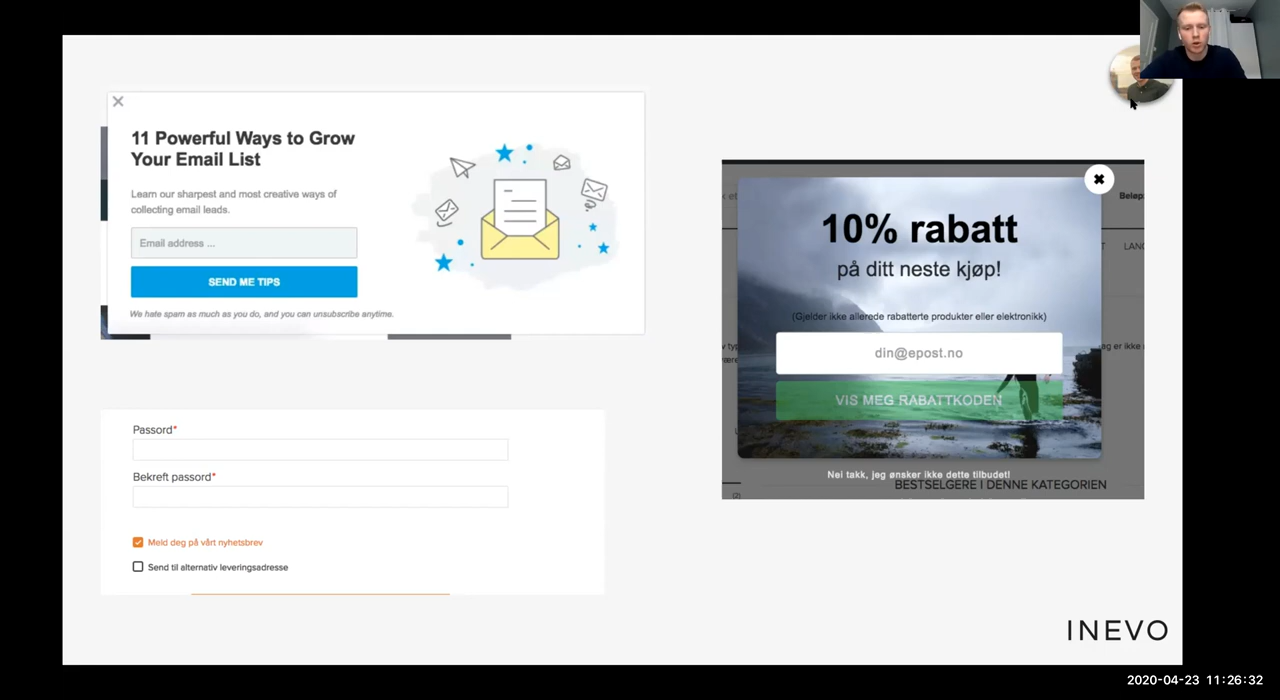 11 Powerful Ways to Grow
Your Email List
Learn our sharpest and most creative ways of
collecting email leads.
Email address ...
SEND ME TIPS
We hate spam as much as you do, and you can unsubscribe anytime.
Beløp:
10% rabatt
på ditt neste kjøp!
(Gjelder ikke allerede rabatterte produkter eller elektronikk)
din@epost.no
VIS MEG RABATTKODEN
Nei takk, jeg ønsker ikke dette tilbudet!
BESTSELGERE I DENNE KATEGORIEN
(2)
Passord*
Bekreft passord*
Meld deg på vårt nyhetsbrev
Send til alternativ leveringsadresse
INEVO
2020-04-23 11:26:32